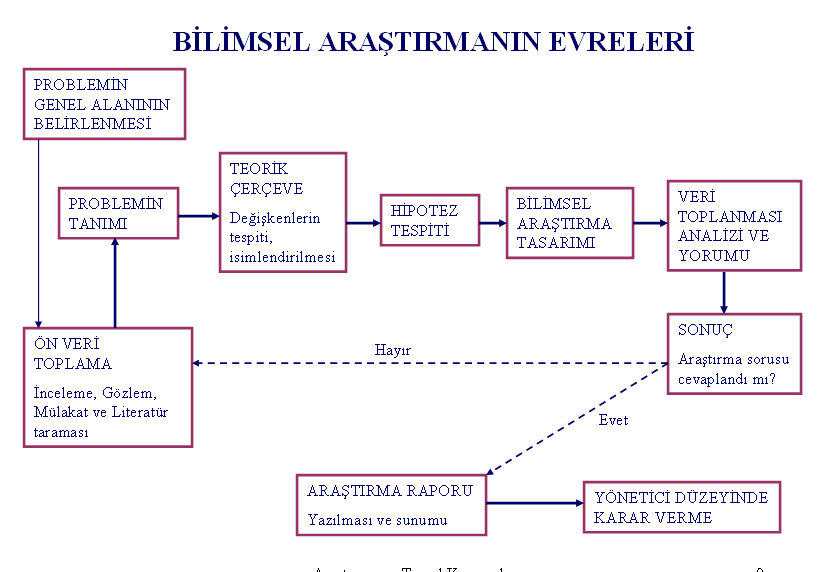 BİLİMSEL ARAŞTIRMANIN EVRELERİ
PROBLEMİN
GENEL ALANININ
BELİRLENMESİ
PROBLEMİN
TANIMI
TEORİK
ÇERÇEVE
Değişkenlerin
tespiti,
isimlendirilmesi
HİPOTEZ
TESPİTİ
BİLİMSEL
ARAŞTIRMA
TASARIMI
VERİ
TOPLANMASI
ANALİZİ VE
YORUMU
ÖN VERİ
TOPLAMA
İnceleme, Gözlem,
Mülakat ve Literatür
taraması
Hayır
SONUÇ
Araştırma sorusu
cevaplandı mı?
Evet
ARAŞTIRMA RAPORU
Yazılması ve sunumu
YÖNETİCİ DÜZEYİNDE
KARAR VERME